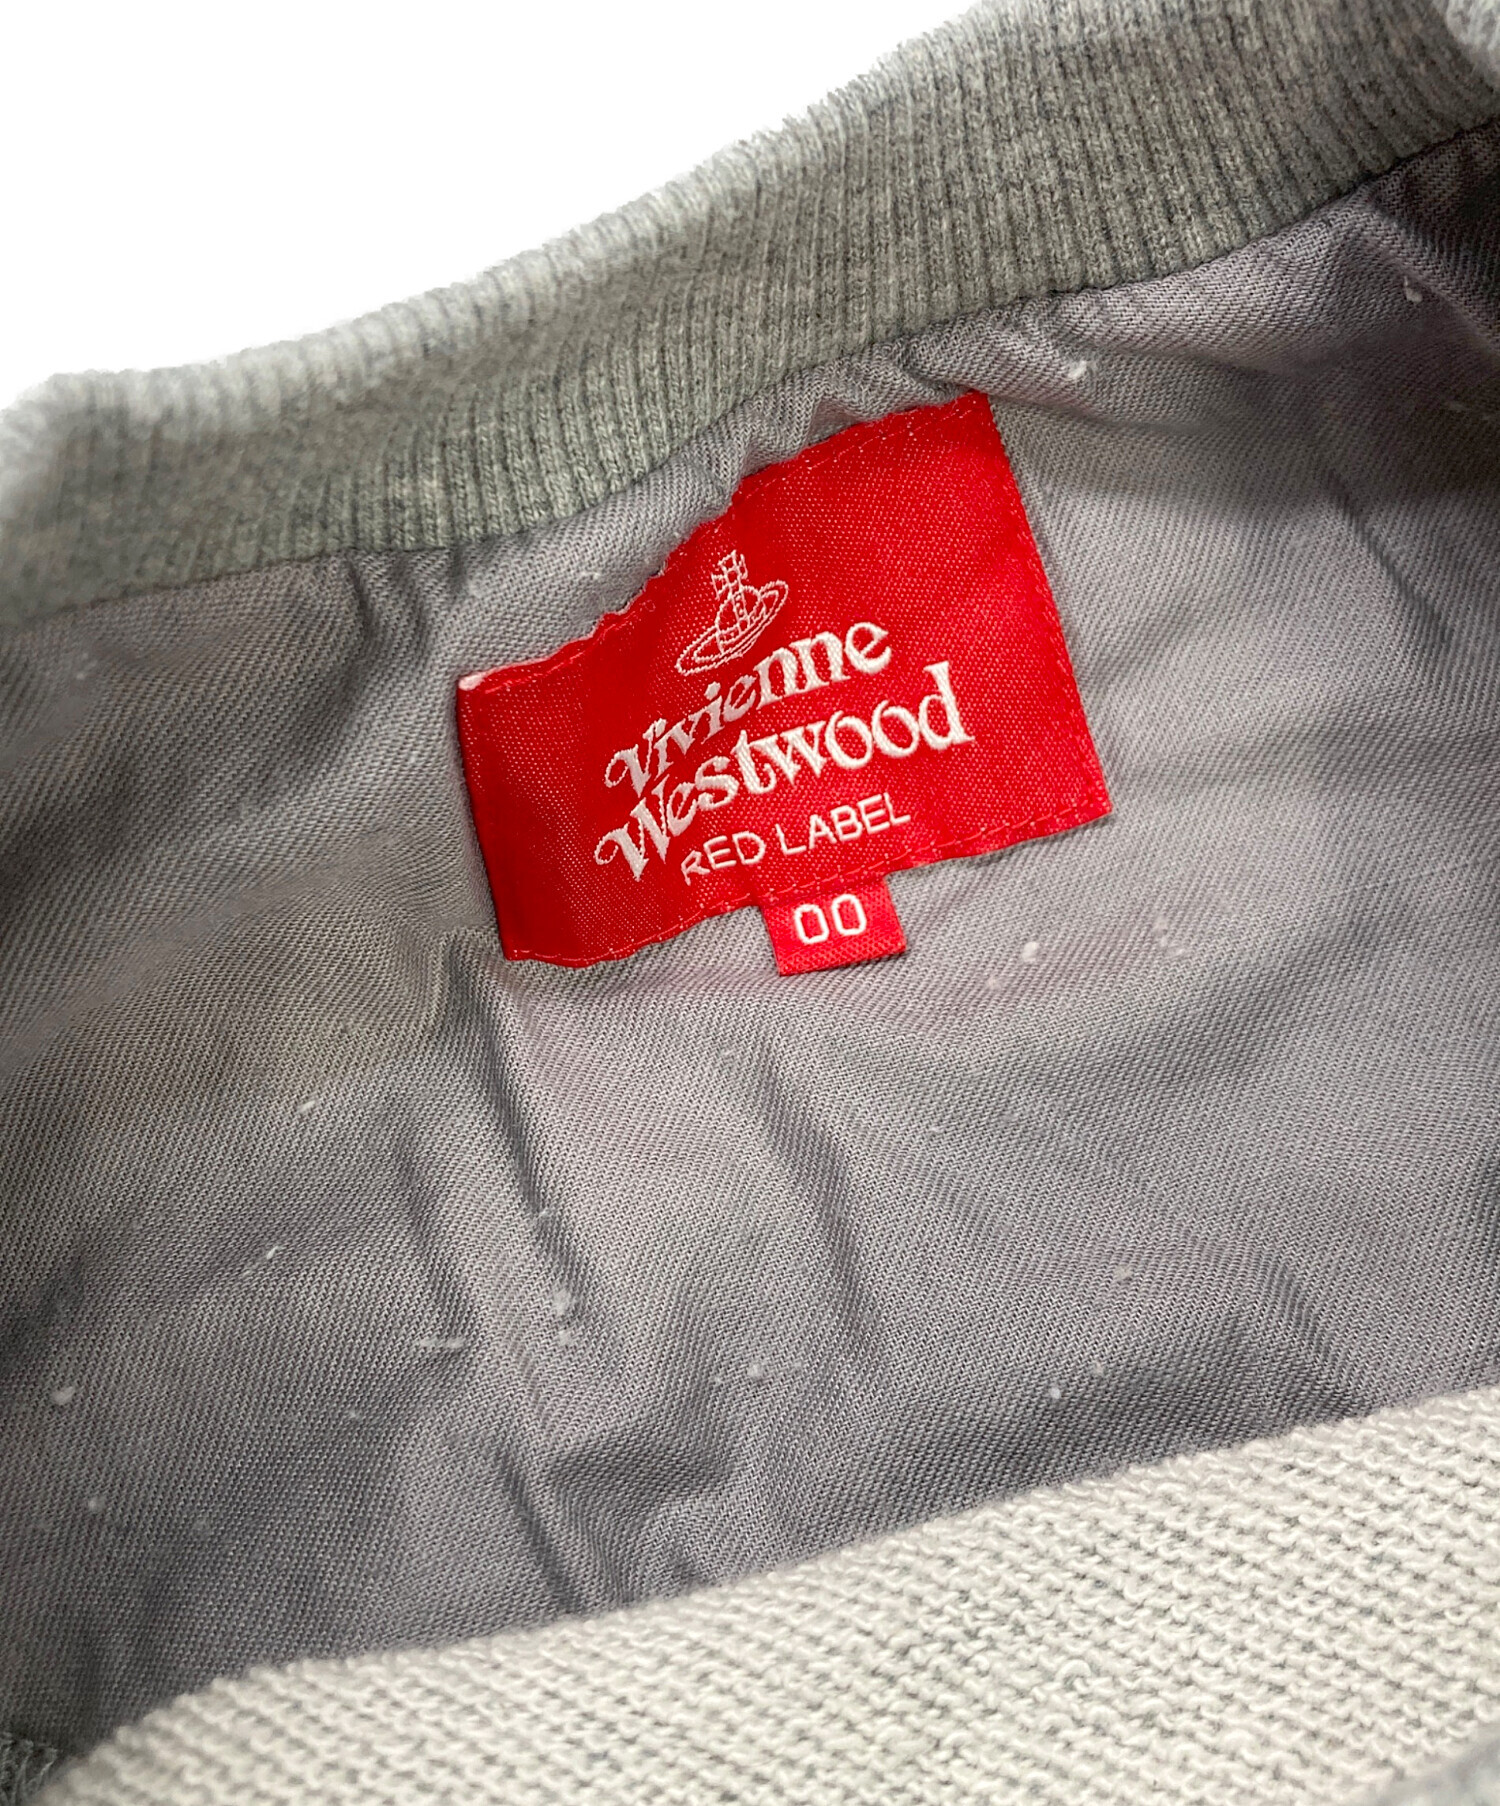 Vivienne
Westwood
RED LABEL
00